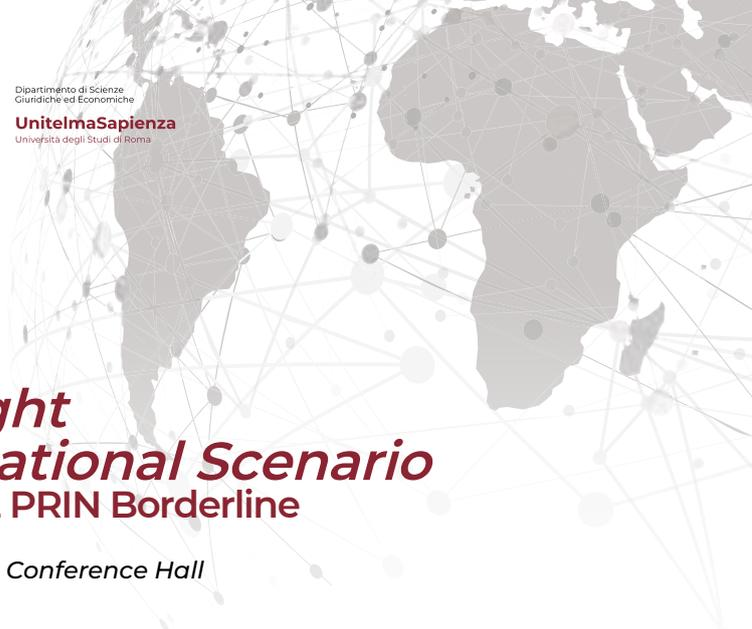 Dipartimento di Scienze
Giuridiche ed Economiche
UnitelmaSapienza
Università degli Studi di Roma
ght
ational Scenario
. PRIN Borderline
Conference Hall